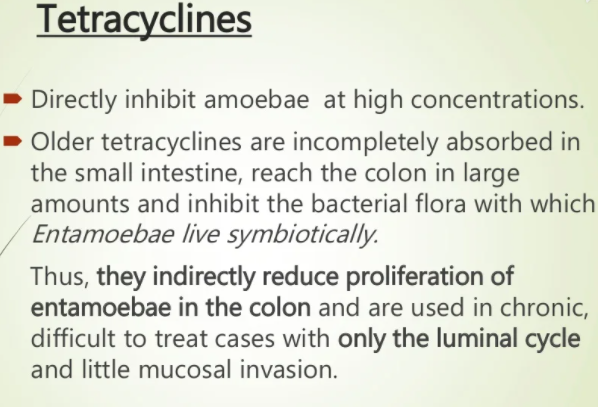 Tetracyclines
Directly inhibit amoebae at high concentrations.
Older tetracyclines are incompletely absorbed in
the small intestine, reach the colon in large
amounts and inhibit the bacterial flora with which
Entamoebae live symbiotically.
Thus, they indirectly reduce proliferation of
entamoebae in the colon and are used in chronic,
difficult to treat cases with only the luminal cycle
and little mucosal invasion.